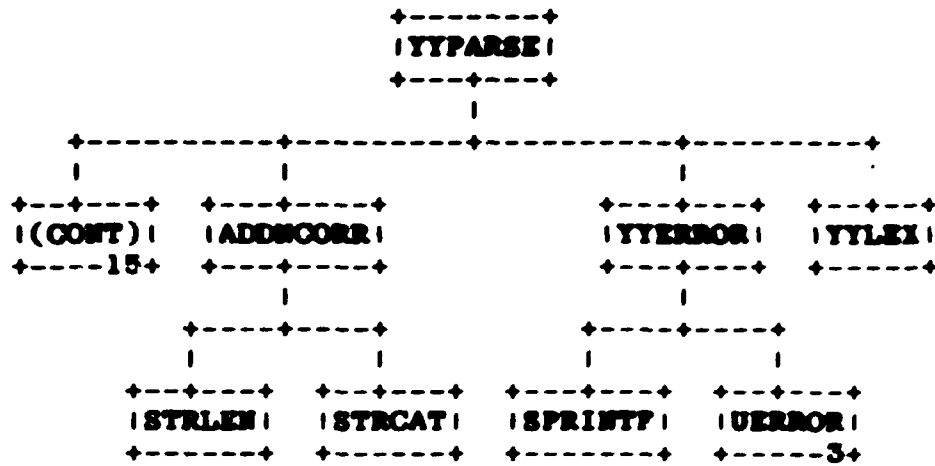 YYPARSE
(CONT) ADDNCORR YYERROR YYLEX
15
STRLEN STRCAT SPRINTF UERROR
3